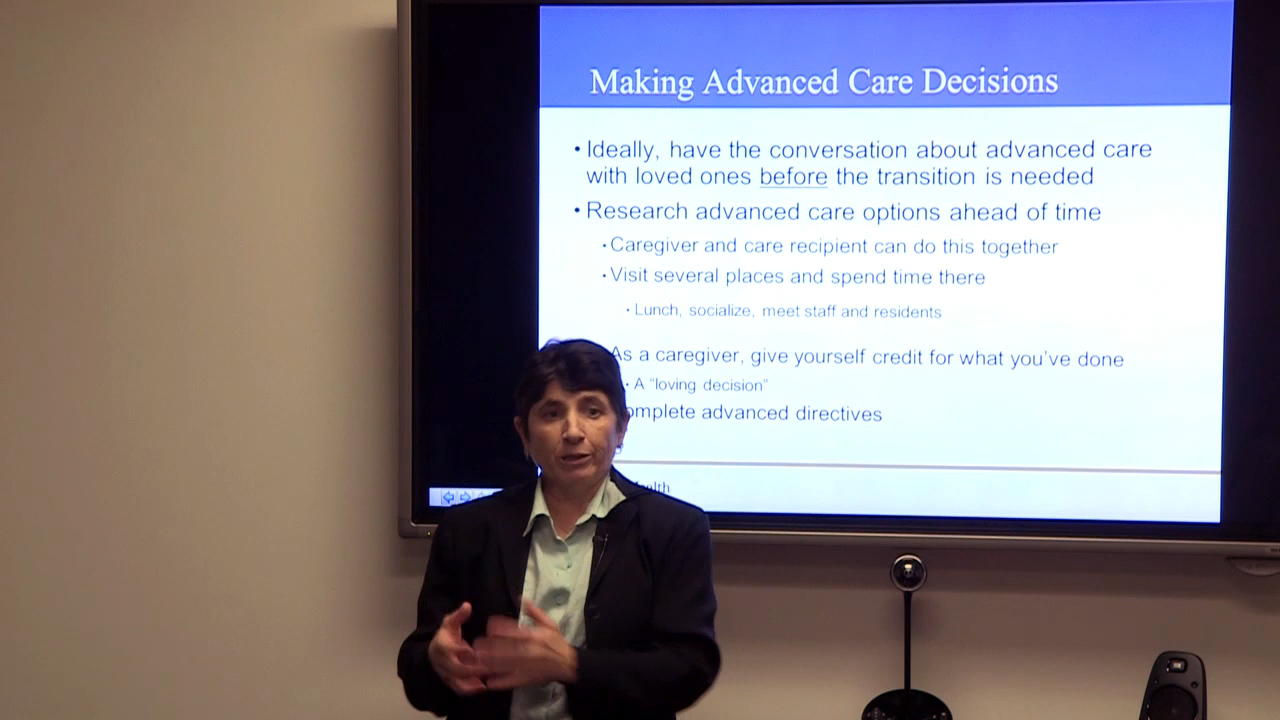 Making Advanced Care Decisions
• Ideally, have the conversation about advanced care
with loved ones before the transition is needed
• Research advanced care options ahead of time
• Caregiver and care recipient can do this together
• Visit several places and spend time there
• Lunch, socialize, meet staff and residents
As a caregiver, give yourself credit for what you've done
• A "loving decision"
omplete advanced directives